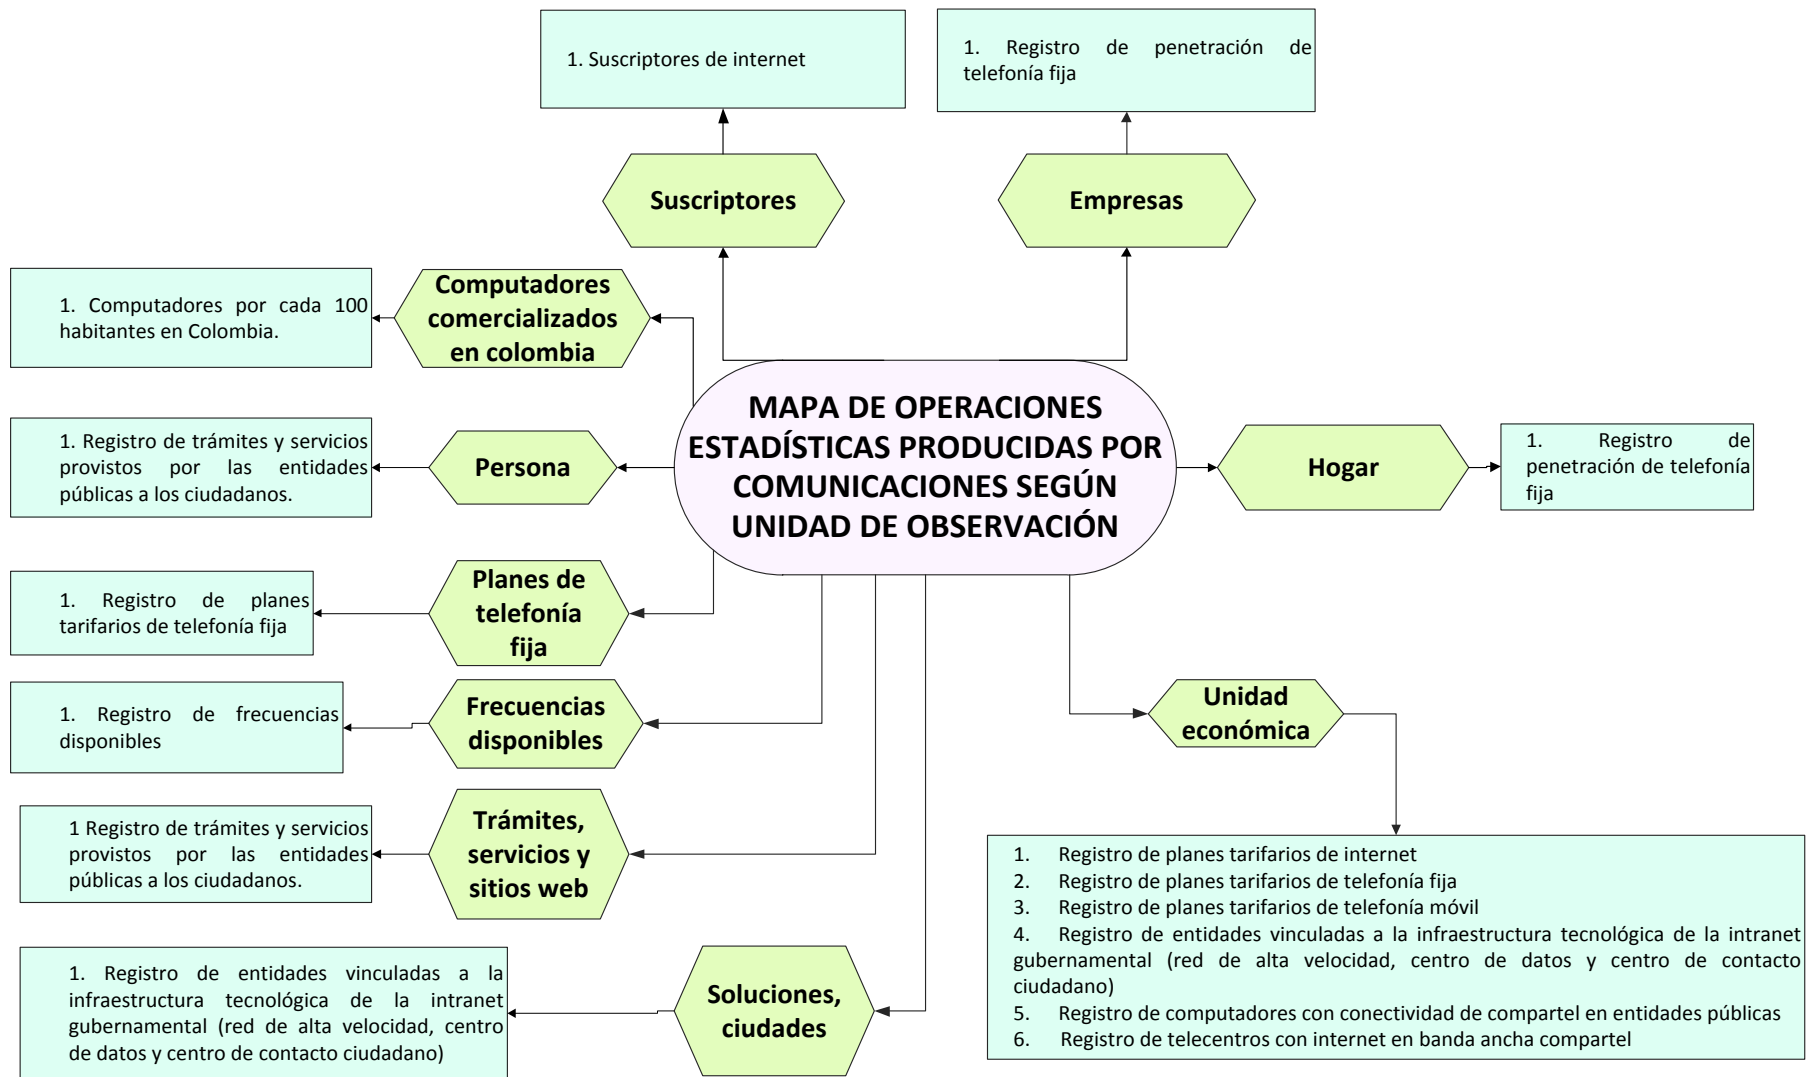 1. Suscriptores de internet
1. Registro de penetración de
telefonía fija
Suscriptores
Empresas
Computadores
comercializados
en colombia
1. Computadores por cada 100
habitantes en Colombia.
MAPA DE OPERACIONES
ESTADÍSTICAS PRODUCIDAS POR
COMUNICACIONES SEGÚN
UNIDAD DE OBSERVACIÓN
1. Registro de trámites y servicios
provistos por las entidades
públicas a los ciudadanos.
Persona
Hogar
1. Registro de
penetración de telefonía
fija
Planes de
telefonía
fija
1. Registro de planes
tarifarios de telefonía fija
Frecuencias
disponibles
1. Registro de frecuencias
disponibles
Unidad
económica
Trámites,
servicios y
sitios web
1 Registro de trámites y servicios
provistos por las entidades
públicas a los ciudadanos.
1. Registro de planes tarifarios de internet
2. Registro de planes tarifarios de telefonía fija
3. Registro de planes tarifarios de telefonía móvil
4. Registro de entidades vinculadas a la infraestructura tecnológica de la intranet
gubernamental (red de alta velocidad, centro de datos y centro de contacto
ciudadano)
5. Registro de computadores con conectividad de compartel en entidades públicas
6. Registro de telecentros con internet en banda ancha compartel
Soluciones,
ciudades
1. Registro de entidades vinculadas a la
infraestructura tecnológica de la intranet
gubernamental (red de alta velocidad, centro
de datos y centro de contacto ciudadano)